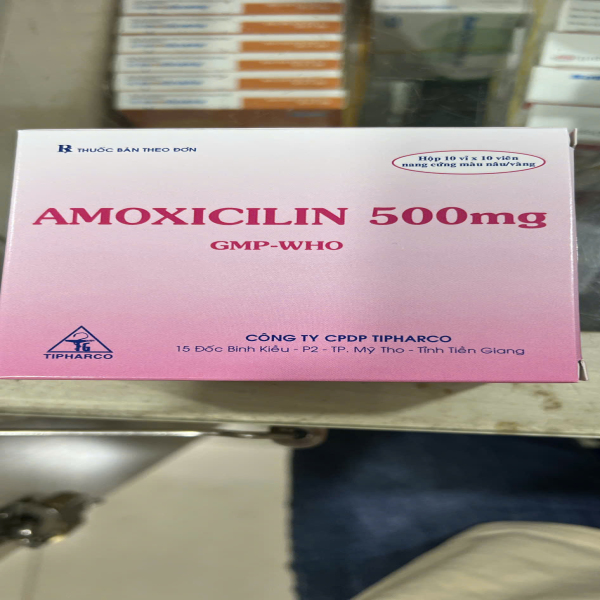 Rx THUỐC BÁN THEO ĐƠN
Hộp 10 vỉ x 10 viên
nang cứng màu nâu/vàng
AMOXICILIN 500mg
GMP-WHO
TIPHARCO
CÔNG TY CPDP TIPHARCO
15 Đốc Binh Kiều - P2 - TP. Mỹ Tho - Tỉnh Tiền Giang